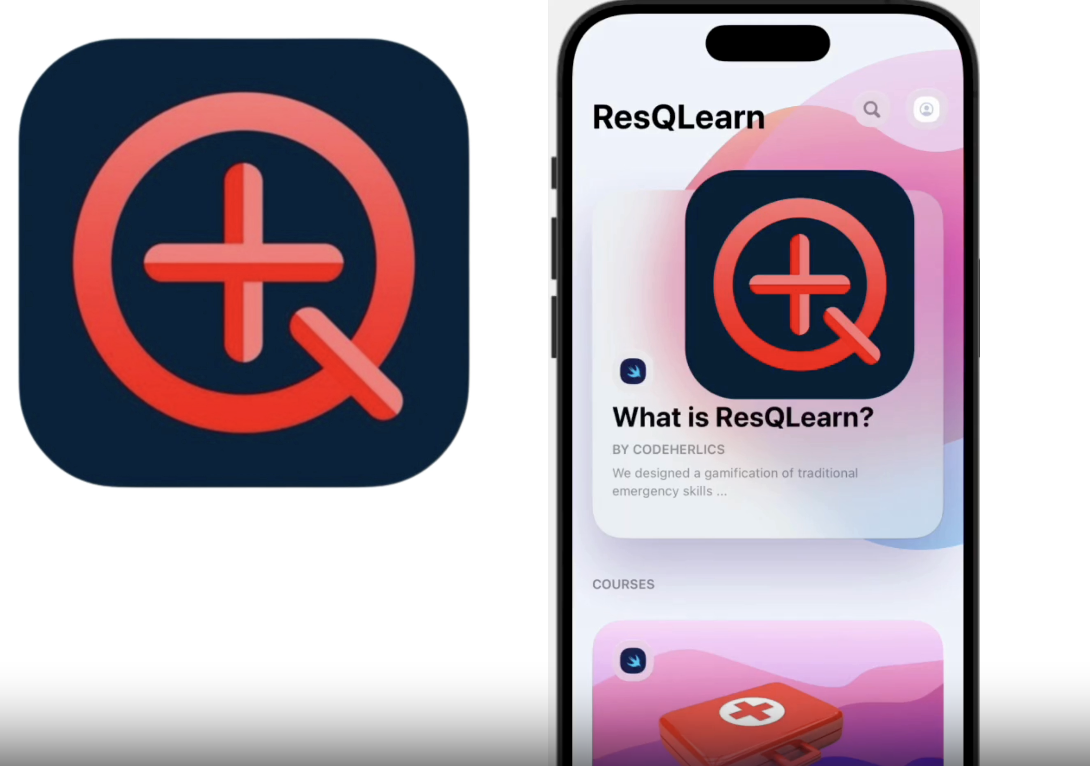 ResQLearn
What is ResQLearn?
BY CODEHERLICS
We designed a gamification of traditional
emergency skills ...
COURSES